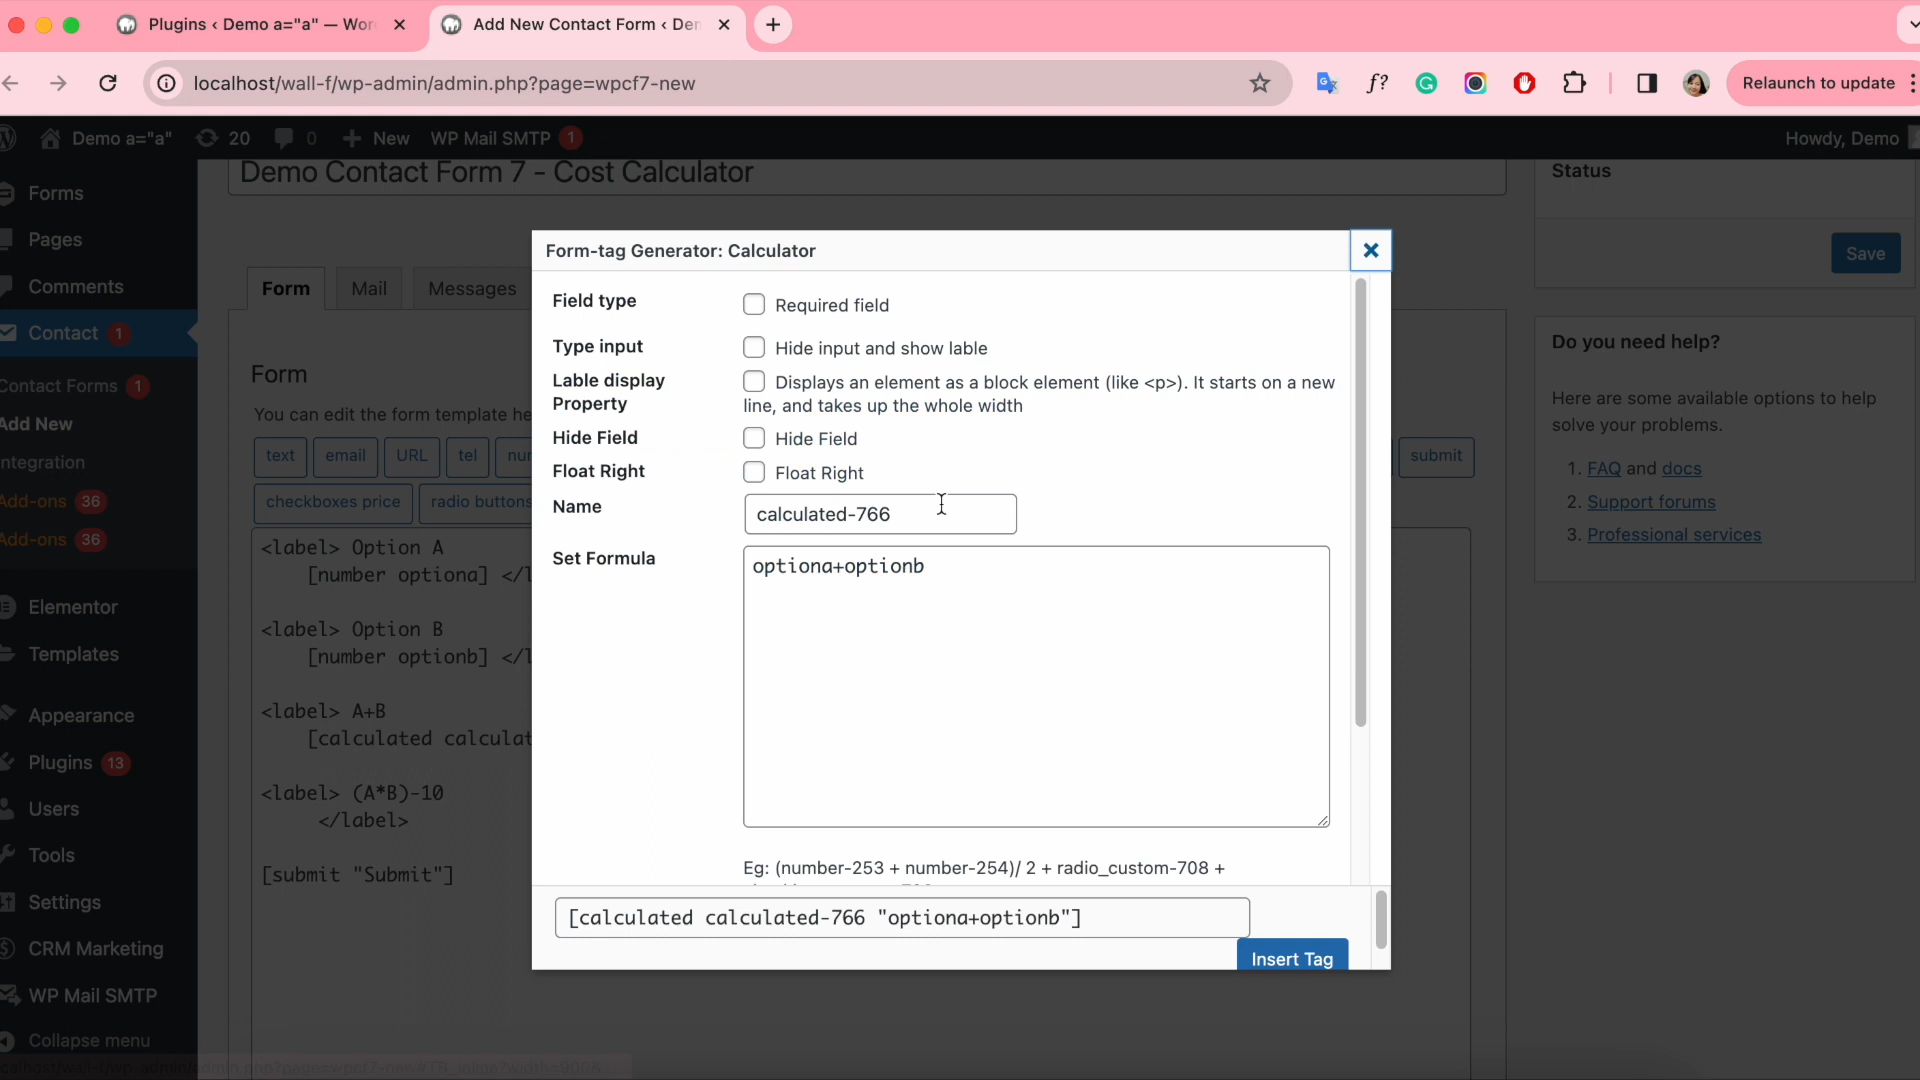 Plugins ‹ Demo a="a" — Wor
Add New Contact Form ‹ Der
localhost/wall-f/wp-admin/admin.php?page=wpcf7-new
Relaunch to update
Demo a="a"
20
0
New
WP Mail SMTP
1
Howdy, Demo
Forms
Pages
Comments
Contact 1
Contact Forms 1
Add New
ntegration
Add-ons 36
Add-ons 36
Elementor
Templates
Appearance
Plugins 13
Users
Tools
Settings
CRM Marketing
WP Mail SMTP
Collapse menu
Demo Contact Form 7 - Cost Calculator
Form
Mail
Messages
Form
You can edit the form template he
text
email
URL
tel
nur
submit
checkboxes price
radio buttons
<label> Option A
[number optiona] </l
<label> Option B
[number optionb] </l
<label> A+B
[calculated calculat
<label> (A*B)-10
</label>
[submit "Submit"]
Form-tag Generator: Calculator
Field type
Required field
Type input
Hide input and show lable
Lable display
Property
Displays an element as a block element (like <p>). It starts on a new
line, and takes up the whole width
Hide Field
Hide Field
Float Right
Float Right
Name
calculated-766
Set Formula
optiona+optionb
Eg: (number-253 + number-254)/ 2 + radio_custom-708 +
[calculated calculated-766 "optiona+optionb"]
Insert Tag
Status
Save
Do you need help?
Here are some available options to help
solve your problems.
1. FAQ and docs
2. Support forums
3. Professional services